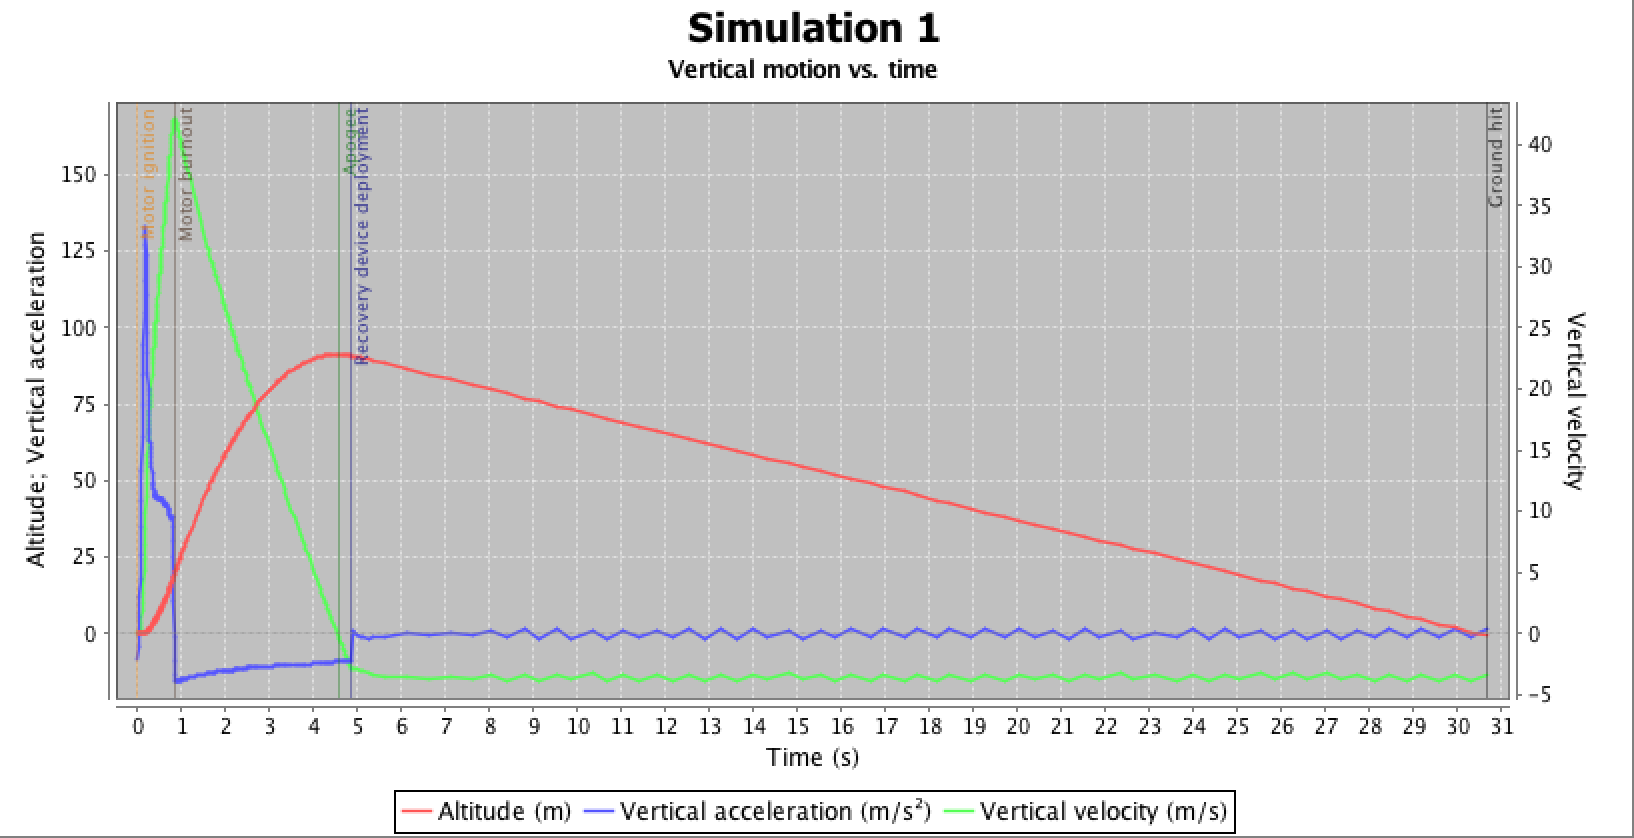 Simulation 1
Vertical motion vs. time
Motor ignition
Motor burnout
Apogee
Recovery device deployment
Ground hit
150
125
100
75
50
25
0
Altitude; Vertical acceleration
40
35
30
25
20
15
10
5
0
−5
Vertical velocity
0 1 2 3 4 5 6 7 8 9 10 11 12 13 14 15 16 17 18 19 20 21 22 23 24 25 26 27 28 29 30 31
Time (s)
Altitude (m) Vertical acceleration (m/s²) Vertical velocity (m/s)